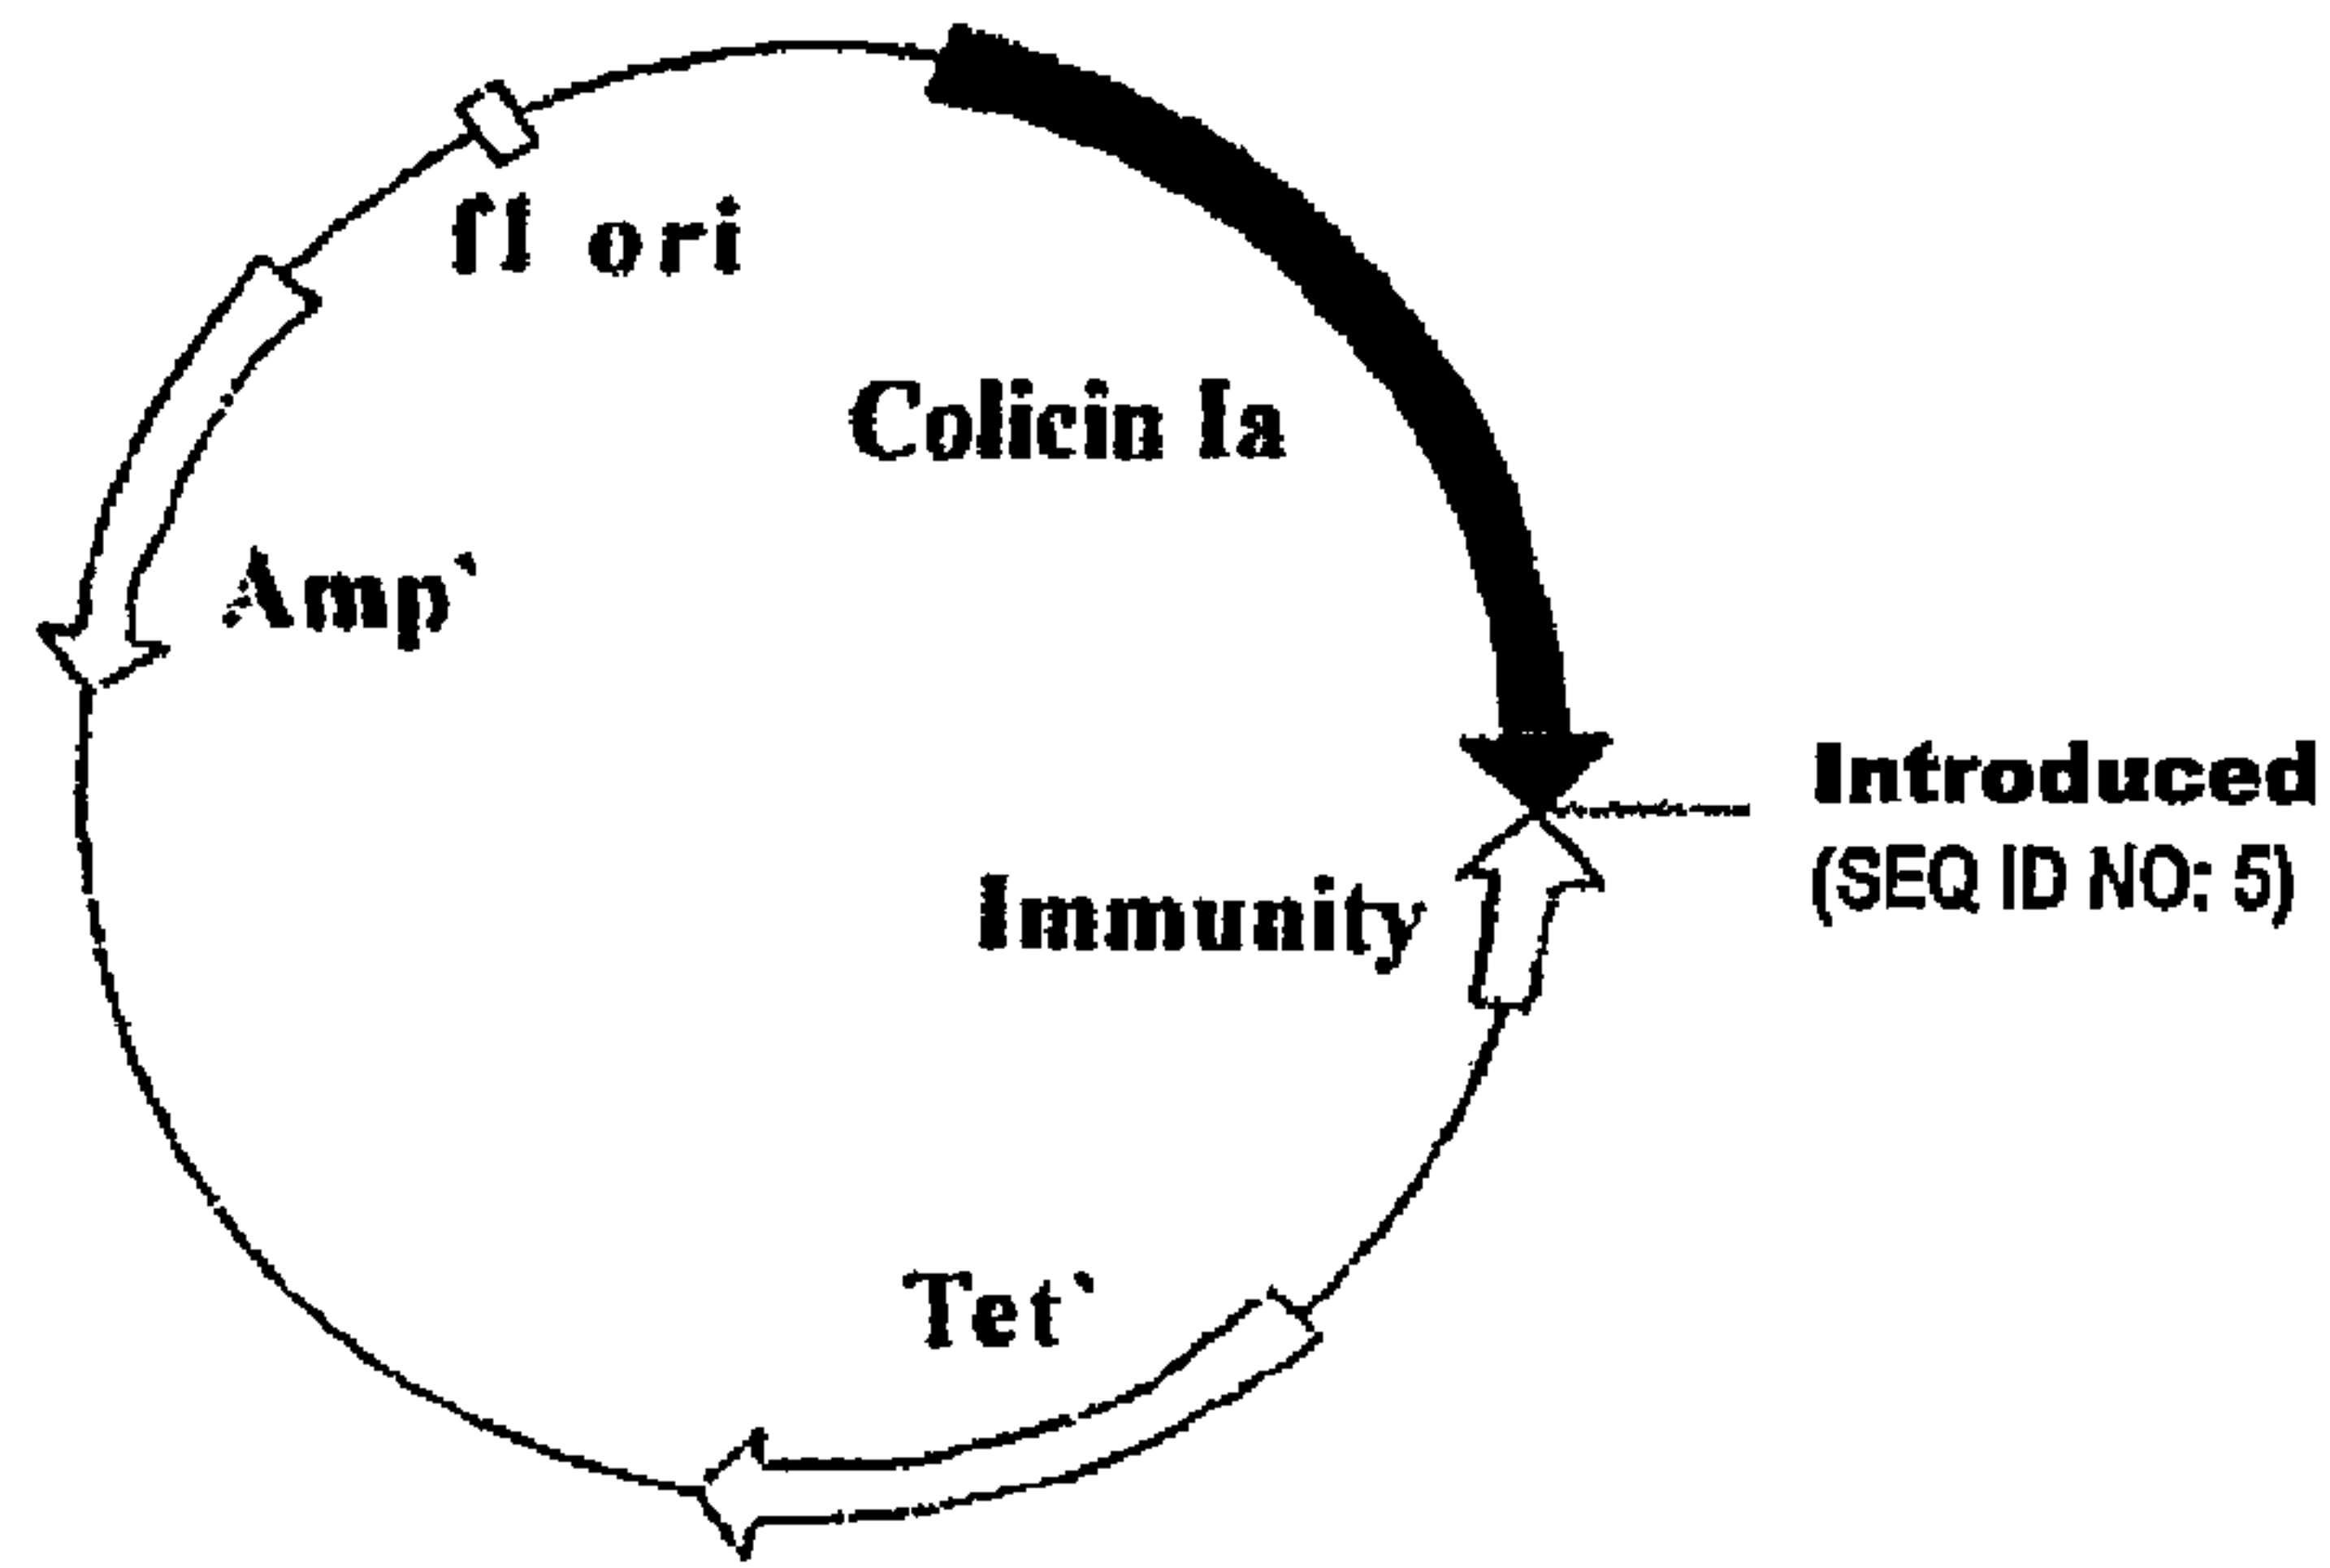 f1 ori
Colicin Ia
Amp`
Introduced
(SEQ ID NO: 5)
Immunity
Tet`